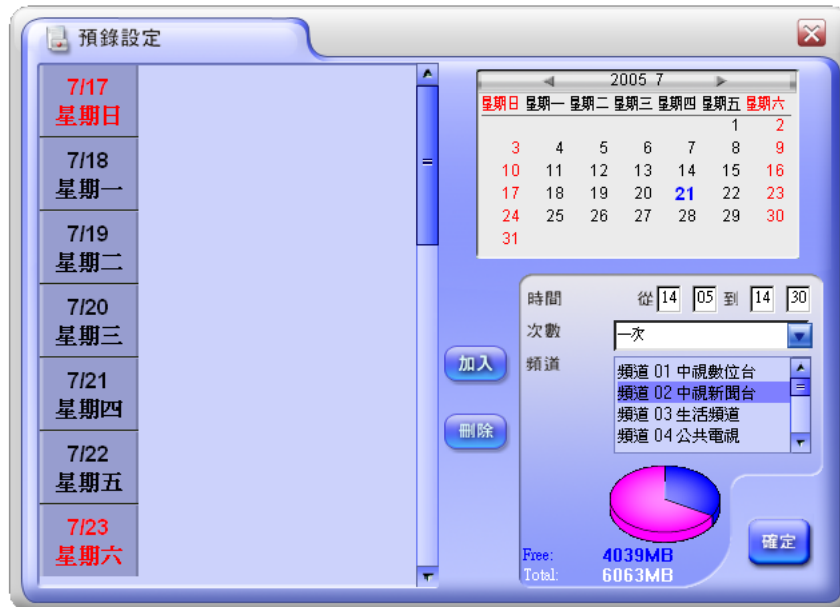 預錄設定
7/17
星期日
7/18
星期一
7/19
星期二
7/20
星期三
7/21
星期四
7/22
星期五
7/23
星期六
2005 7
星期日 星期一 星期二 星期三 星期四 星期五 星期六
1 2
3 4 5 6 7 8 9
10 11 12 13 14 15 16
17 18 19 20 21 22 23
24 25 26 27 28 29 30
31
時間 從 14 05 到 14 30
次數 一次
頻道
頻道 01 中視數位台
頻道 02 中視新聞台
頻道 03 生活頻道
頻道 04 公共電視
加入
刪除
Free: 4039MB
Total: 6063MB
確定